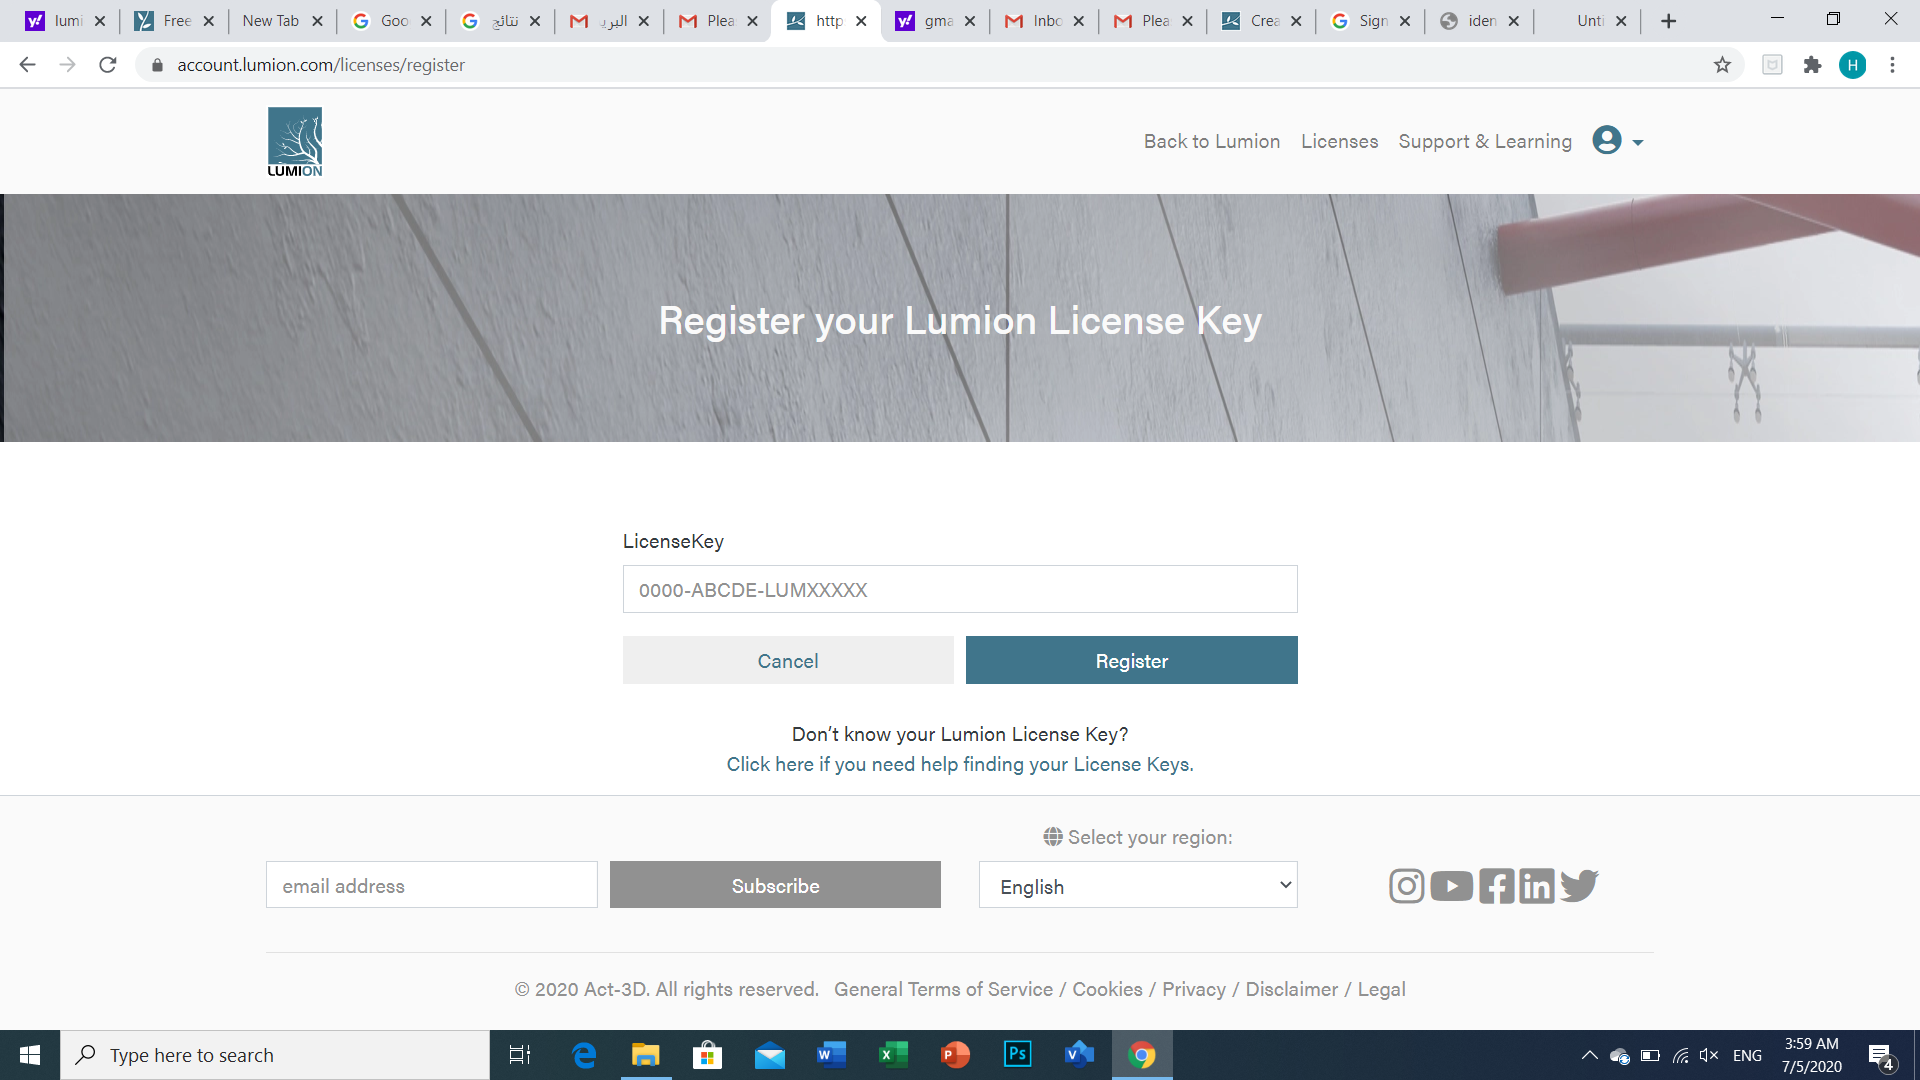 lumi
Free
New Tab
Goo
نتائج
البري
Plea
http
gma
Inbo
Plea
Crea
Sign
iden
Unti
account.lumion.com/licenses/register
H
LUMION
Back to Lumion
Licenses
Support & Learning
Register your Lumion License Key
LicenseKey
0000-ABCDE-LUMXXXXX
Cancel
Register
Don't know your Lumion License Key?
Click here if you need help finding your License Keys.
Select your region:
email address
Subscribe
English
© 2020 Act-3D. All rights reserved. General Terms of Service / Cookies / Privacy / Disclaimer / Legal
Type here to search
ENG
3:59 AM
7/5/2020
4